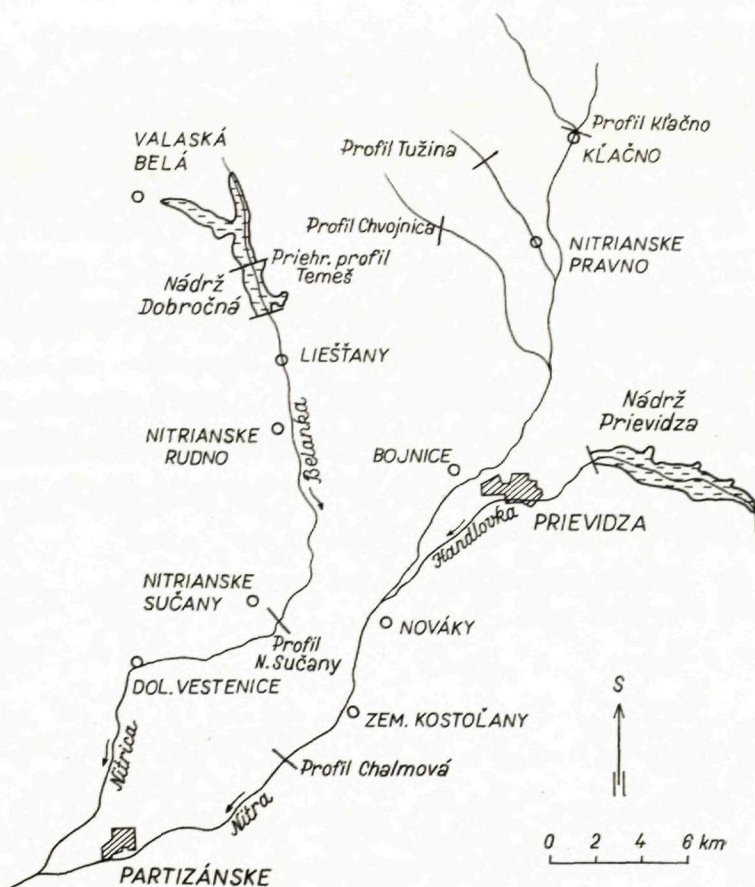 Profil Kľačno
KĽAČNO
VALASKÁ
BELÁ
Profil Tužina
Profil Chvojnica
NITRIANSKE
PRAVNO
Priehr. profil
Temeš
Nádrž
Dobročná
LIEŠŤANY
Nádrž
Prievidza
NITRIANSKE
RUDNO
Belanka
BOJNICE
PRIEVIDZA
Handlovka
NITRIANSKE
SUČANY
NOVÁKY
Profil
N. Sučany
DOL. VESTENICE
S
ZEM. KOSTOĽANY
Nitrica
Profil Chalmová
Nitra
0 2 4 6 km
PARTIZÁNSKE